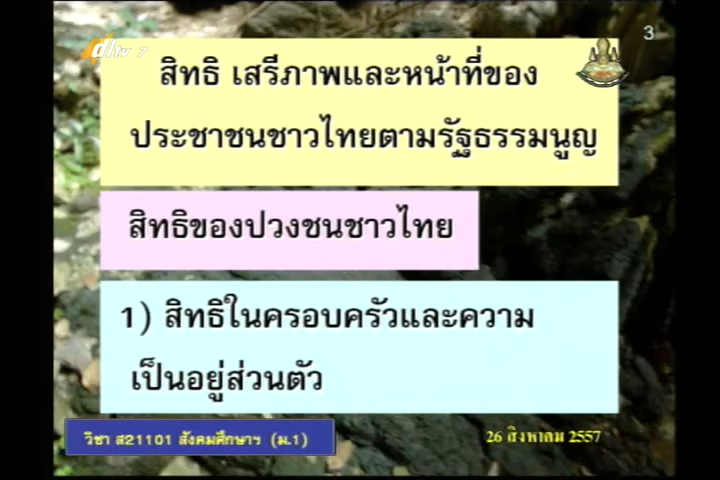 dltv 7
3
สิทธิ เสรีภาพและหน้าที่ของ
ประชาชนชาวไทยตามรัฐธรรมนูญ
สิทธิของปวงชนชาวไทย
1) สิทธิในครอบครัวและความ
เป็นอยู่ส่วนตัว
วิชา ส21101 สังคมศึกษาฯ (ม.1)
26 สิงหาคม 2557